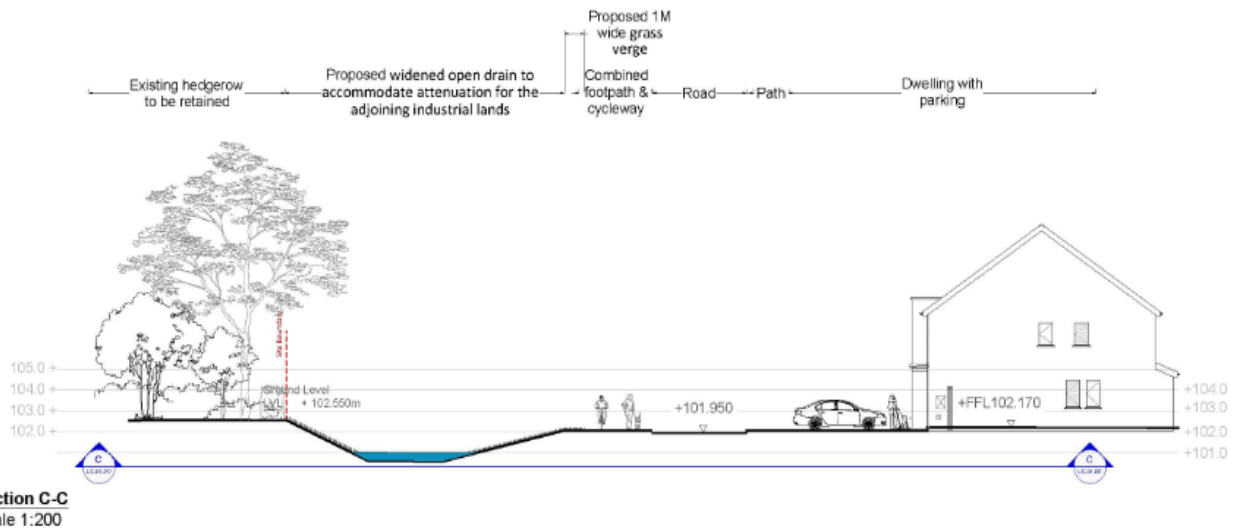 Proposed 1M
wide grass
verge
Existing hedgerow
to be retained
Proposed widened open drain to
accommodate attenuation for the
adjoining industrial lands
Combined
footpath &
cycleway
Road
Path
Dwelling with
parking
Site Boundary
105.0 +
104.0 +
103.0 +
102.0 +
Ground Level
LVL + 102.550m
+101.950
+FFL102.170
+104.0
+103.0
+102.0
+101.0
C
C
ction C-C
ale 1:200